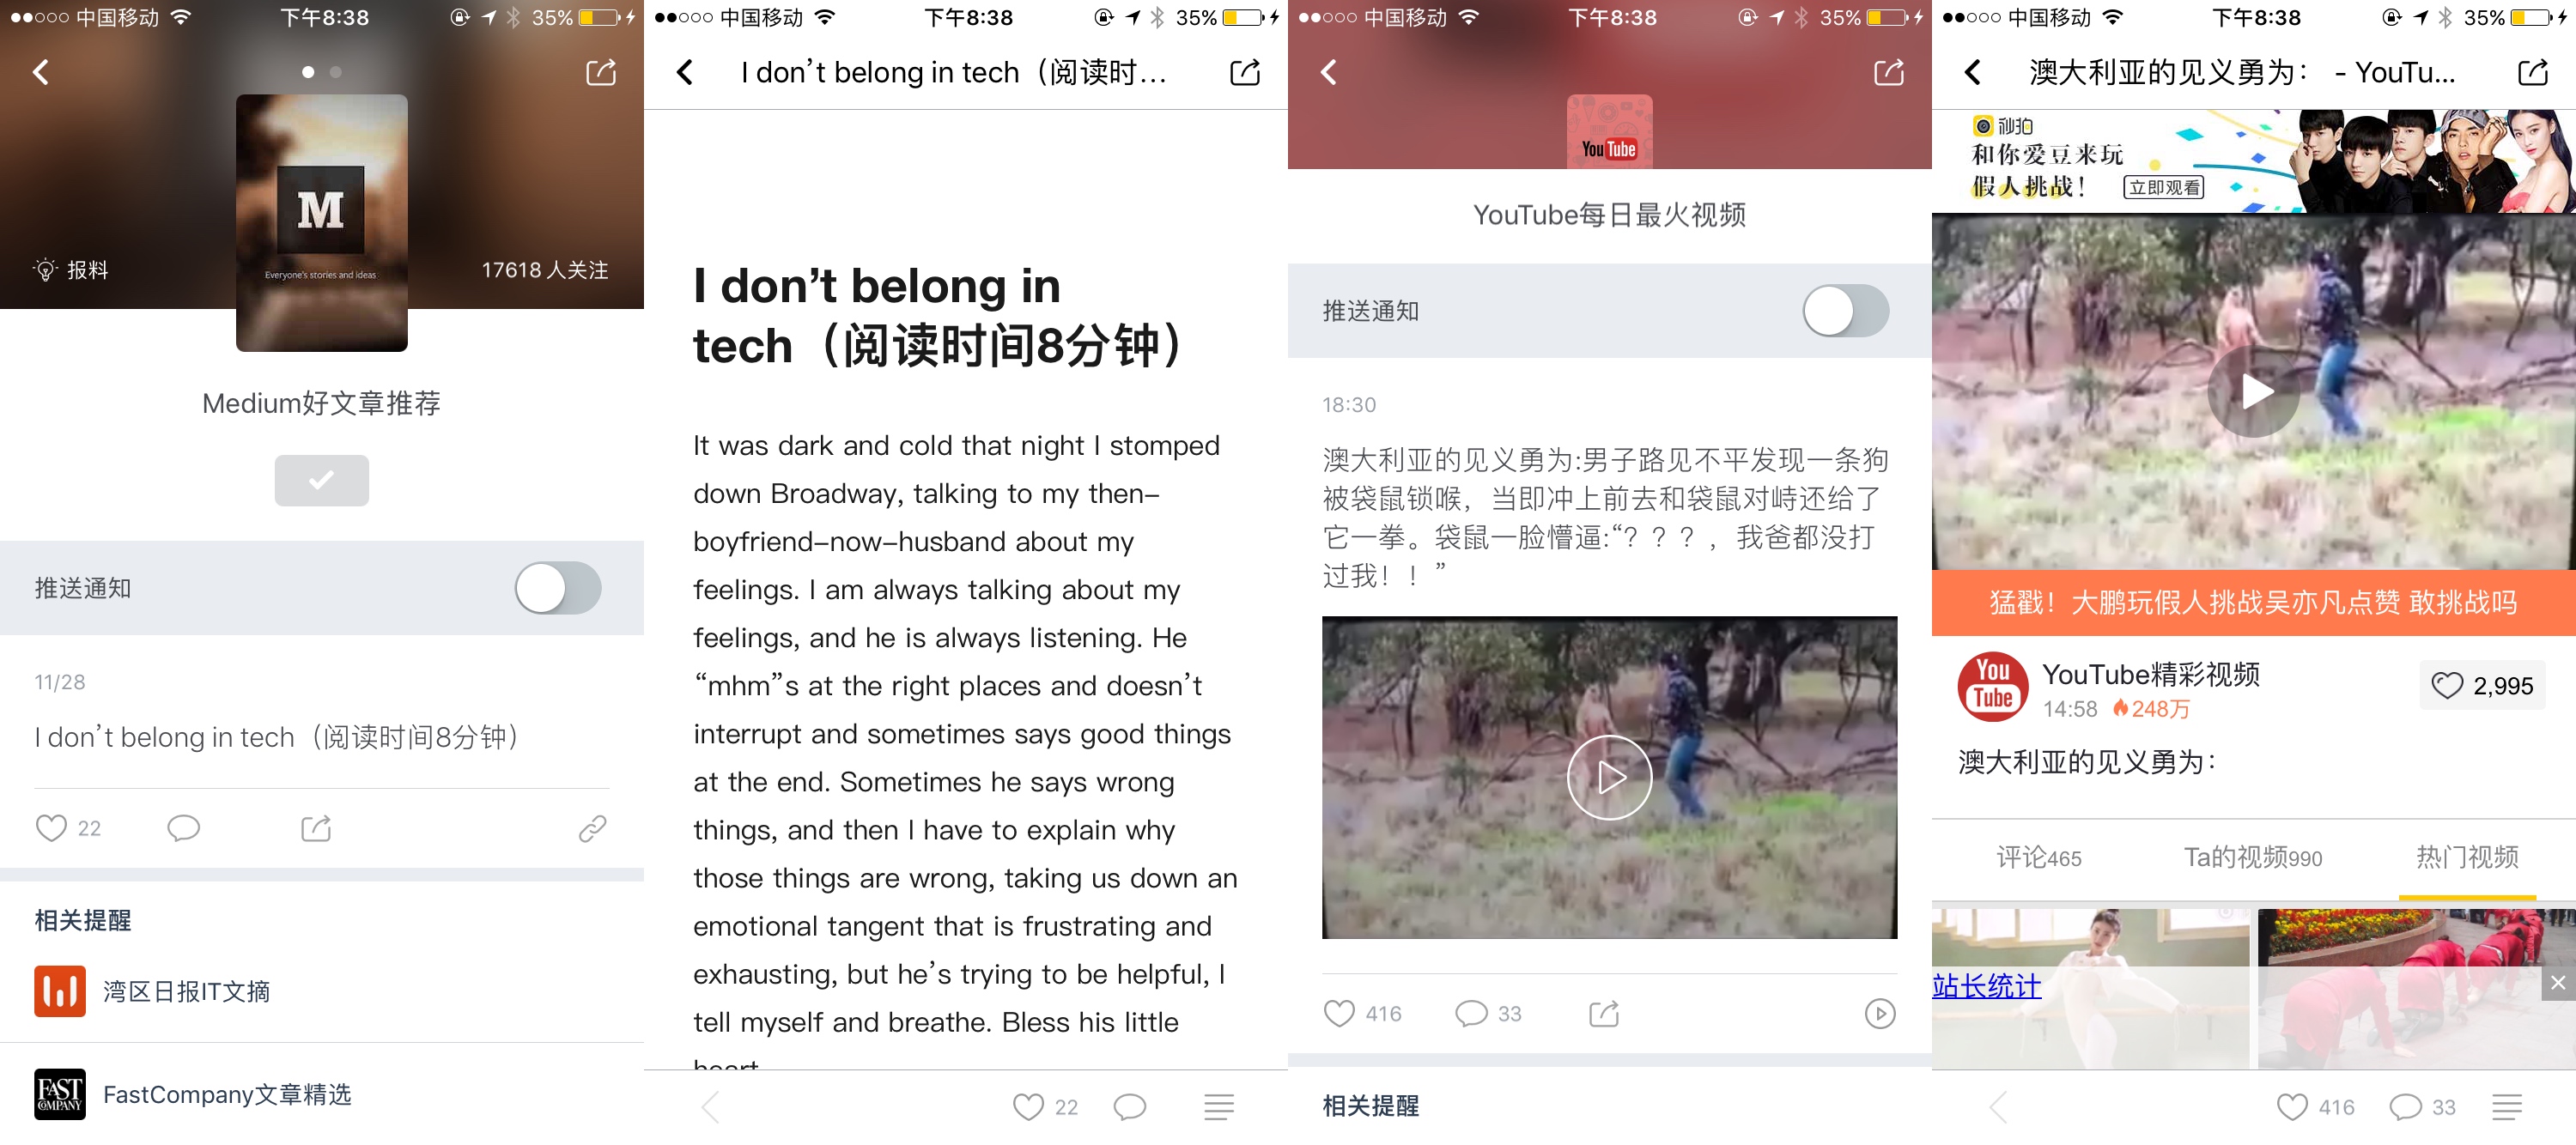 中国移动 下午8:38 35%
M
Everyone's stories and ideas
报料
17618 人关注
Medium好文章推荐
推送通知
11/28
I don't belong in tech（阅读时间8分钟）
22
相关提醒
湾区日报IT文摘
FAST COMPANY
FastCompany文章精选
中国移动 下午8:38 35%
I don't belong in tech（阅读时...
I don't belong in
tech（阅读时间8分钟）
It was dark and cold that night I stomped
down Broadway, talking to my then–
boyfriend–now–husband about my
feelings. I am always talking about my
feelings, and he is always listening. He
“mhm”s at the right places and doesn't
interrupt and sometimes says good things
at the end. Sometimes he says wrong
things, and then I have to explain why
those things are wrong, taking us down an
emotional tangent that is frustrating and
exhausting, but he's trying to be helpful, I
tell myself and breathe. Bless his little
heart
22
中国移动 下午8:38 35%
YouTube
YouTube每日最火视频
推送通知
18:30
澳大利亚的见义勇为:男子路见不平发现一条狗
被袋鼠锁喉，当即冲上前去和袋鼠对峙还给了
它一拳。袋鼠一脸懵逼:“？？？，我爸都没打
过我！！”
416 33
相关提醒
中国移动 下午8:38 35%
澳大利亚的见义勇为： - YouTu...
秒拍
和你爱豆来玩
假人挑战！ 立即观看
猛戳！大鹏玩假人挑战吴亦凡点赞 敢挑战吗
YouTube
YouTube精彩视频
14:58 248万
2,995
澳大利亚的见义勇为：
评论465 Ta的视频990 热门视频
站长统计
416 33